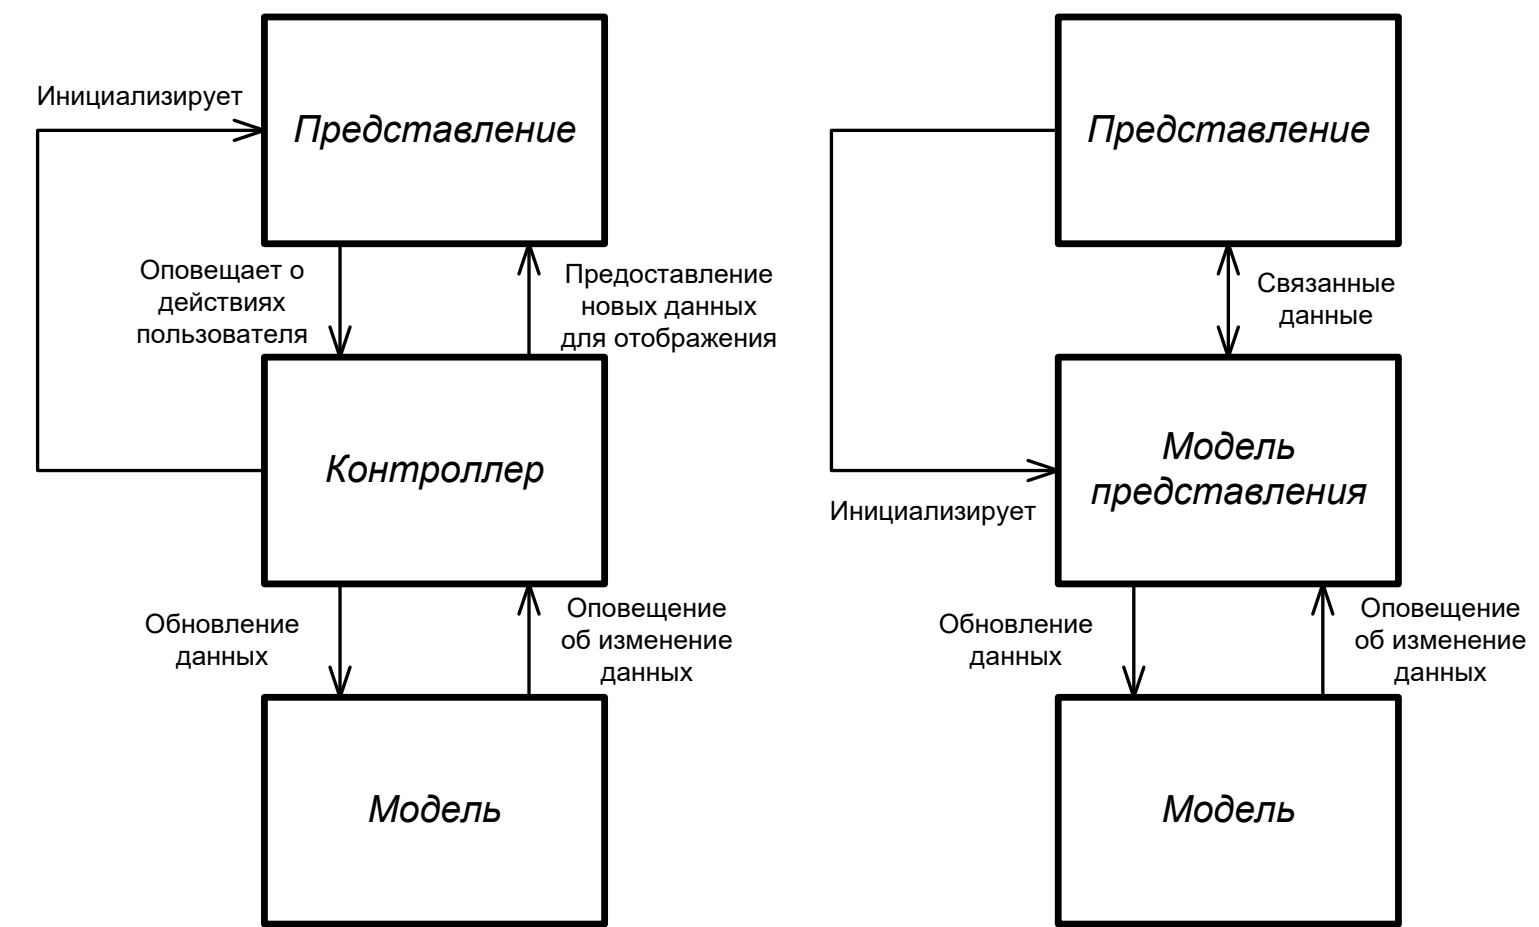 Инициализирует
Представление
Оповещает о
действиях
пользователя
Предоставление
новых данных
для отображения
Контроллер
Обновление
данных
Оповещение
об изменение
данных
Модель
Представление
Связанные
данные
Модель
представления
Инициализирует
Обновление
данных
Оповещение
об изменение
данных
Модель